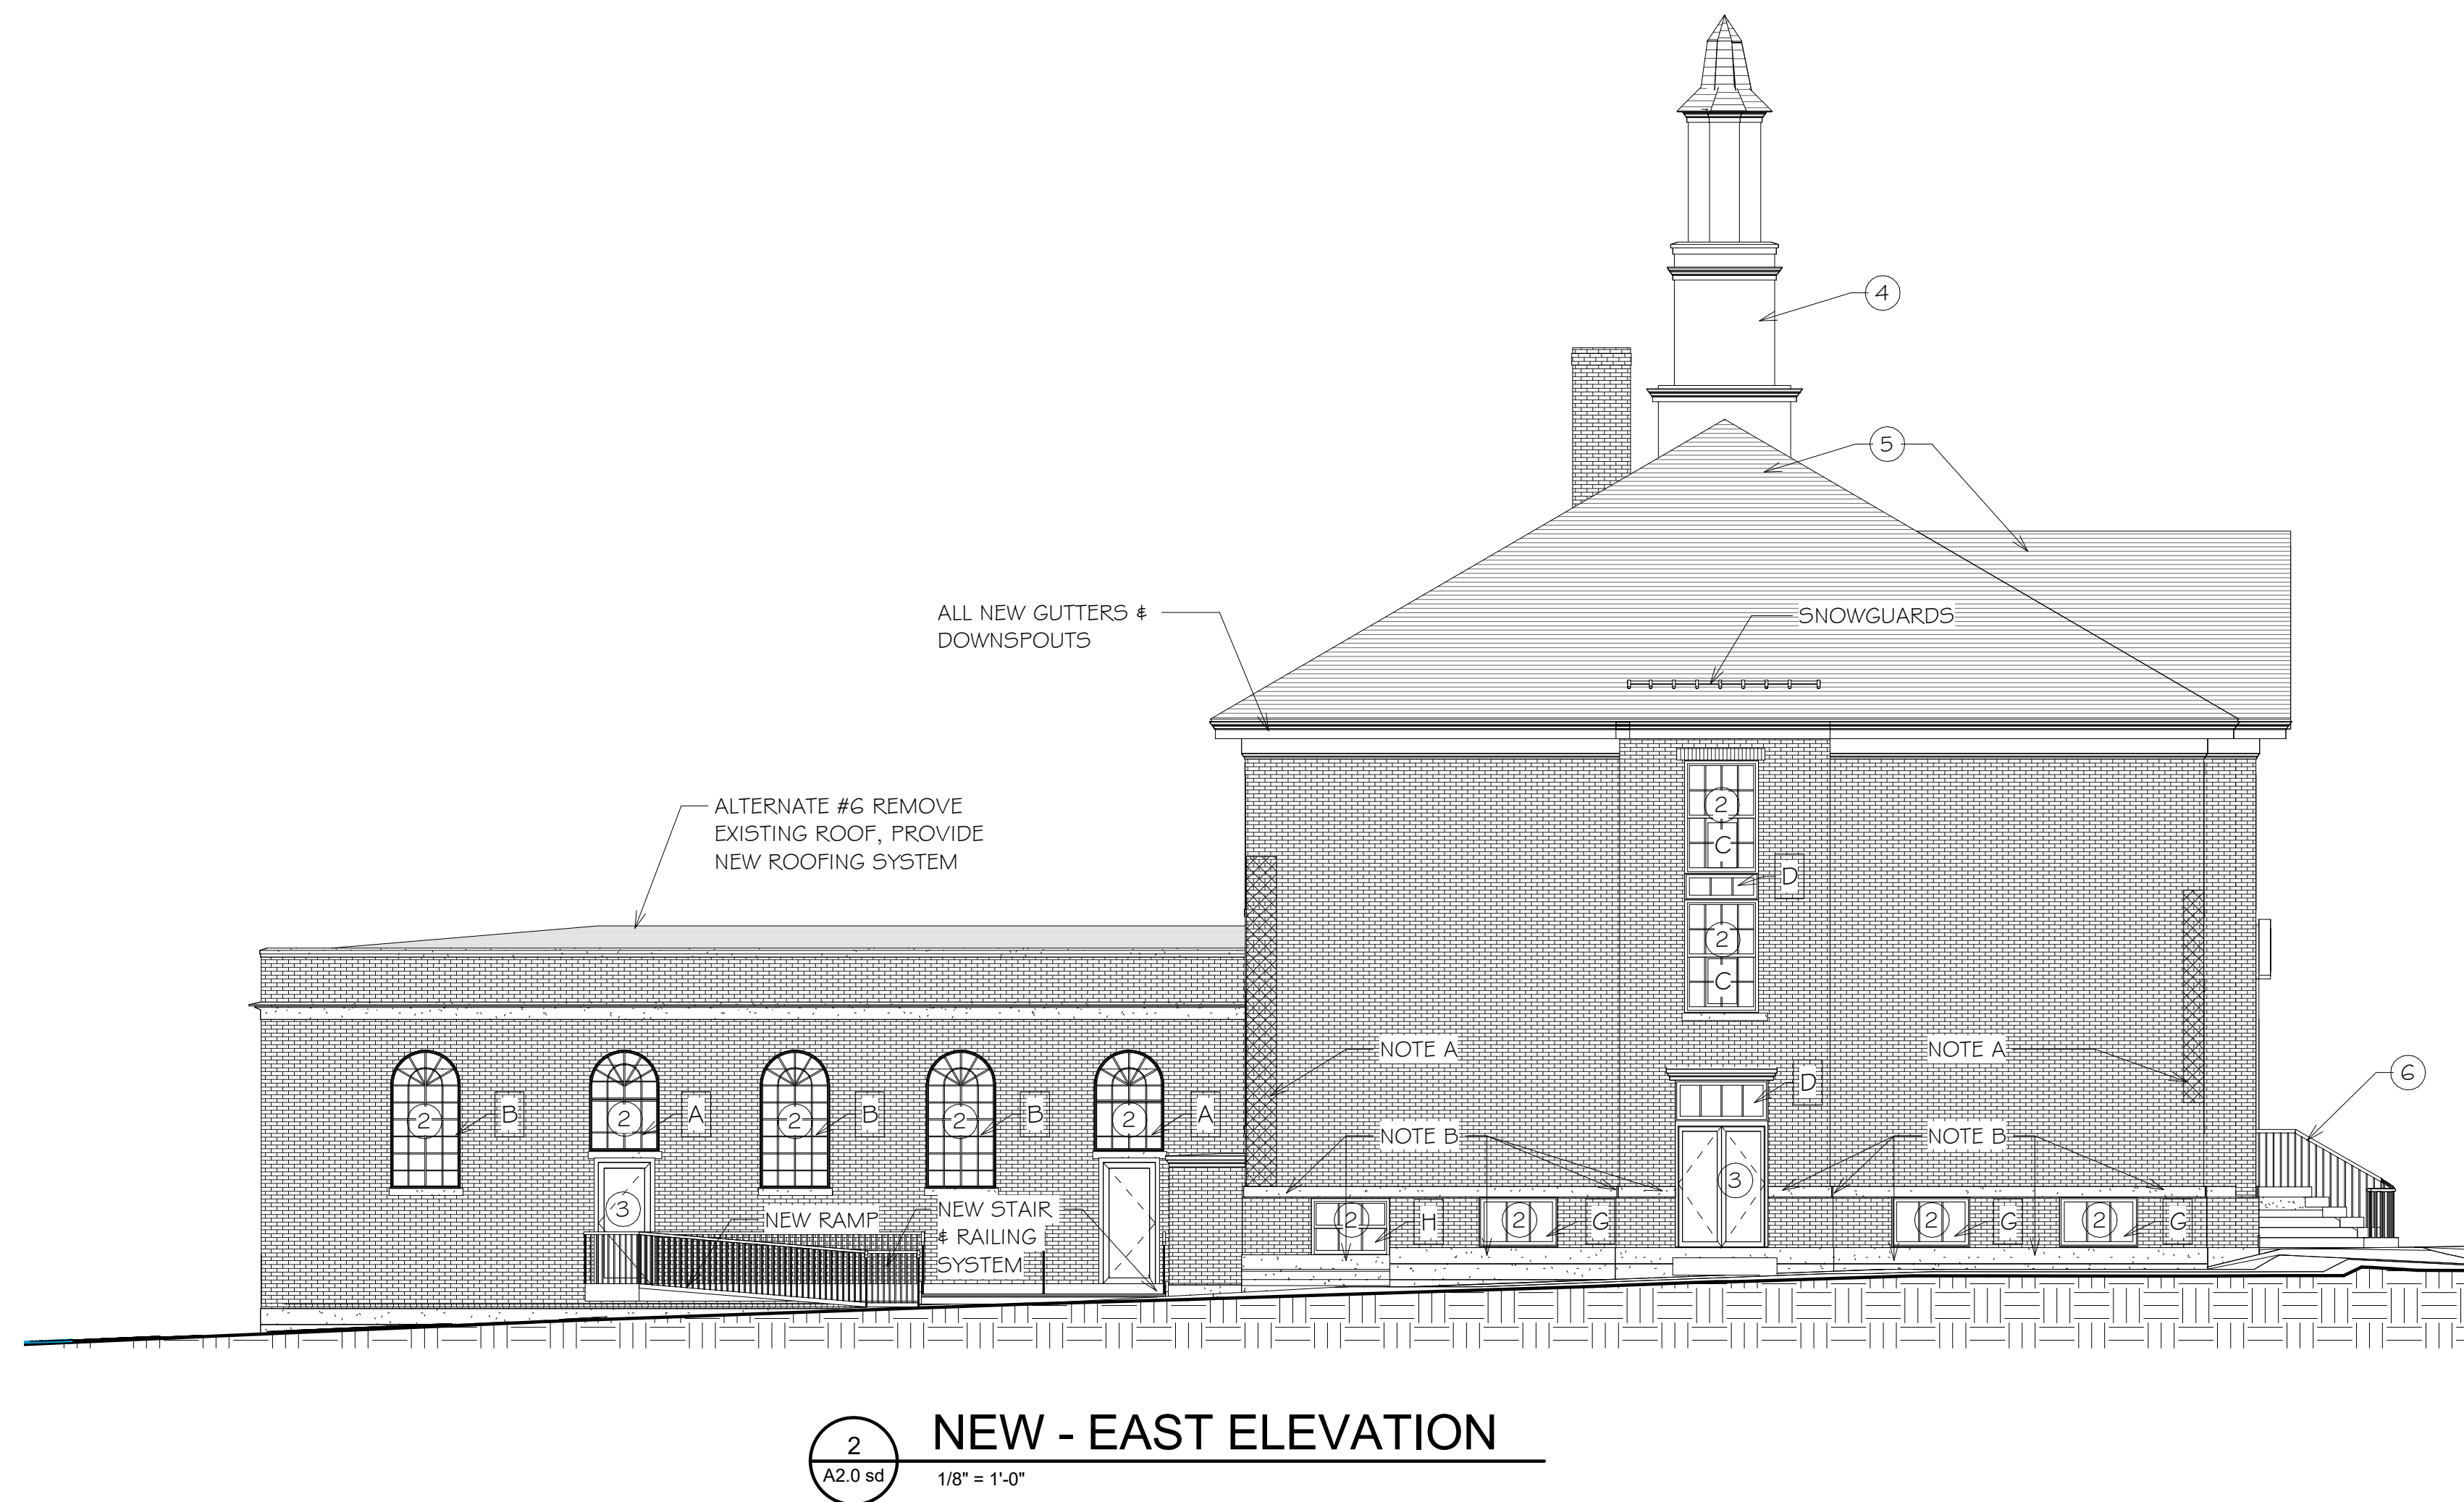 4
5
ALL NEW GUTTERS &
DOWNSPOUTS
SNOWGUARDS
ALTERNATE #6 REMOVE
EXISTING ROOF, PROVIDE
NEW ROOFING SYSTEM
2
C
D
2
C
NOTE A
NOTE A
6
D
2
B
2
A
2
B
2
B
2
A
NOTE B
NOTE B
3
3
NEW RAMP
NEW STAIR
& RAILING
SYSTEM
2
H
2
G
2
G
2
G
2
A2.0 sd
NEW - EAST ELEVATION
1/8" = 1'-0"